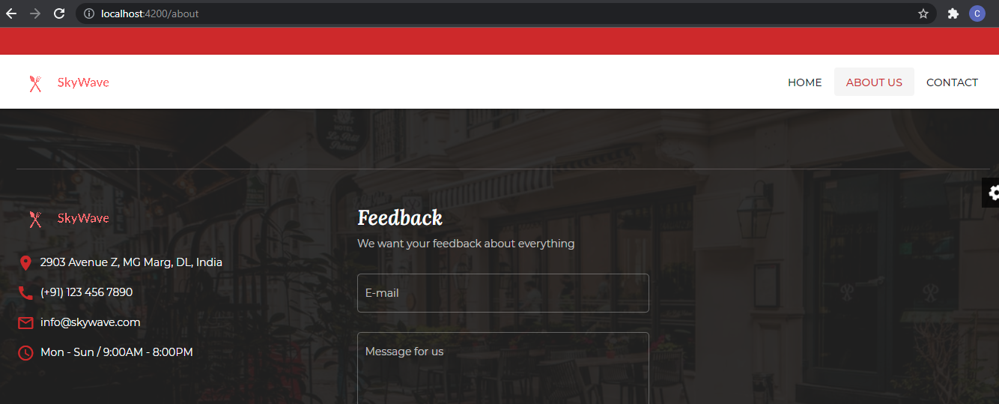 localhost:4200/about
C
SkyWave
HOME
ABOUT US
CONTACT
SkyWave
2903 Avenue Z, MG Marg, DL, India
(+91) 123 456 7890
info@skywave.com
Mon - Sun / 9:00AM - 8:00PM
Feedback
We want your feedback about everything
E-mail
Message for us